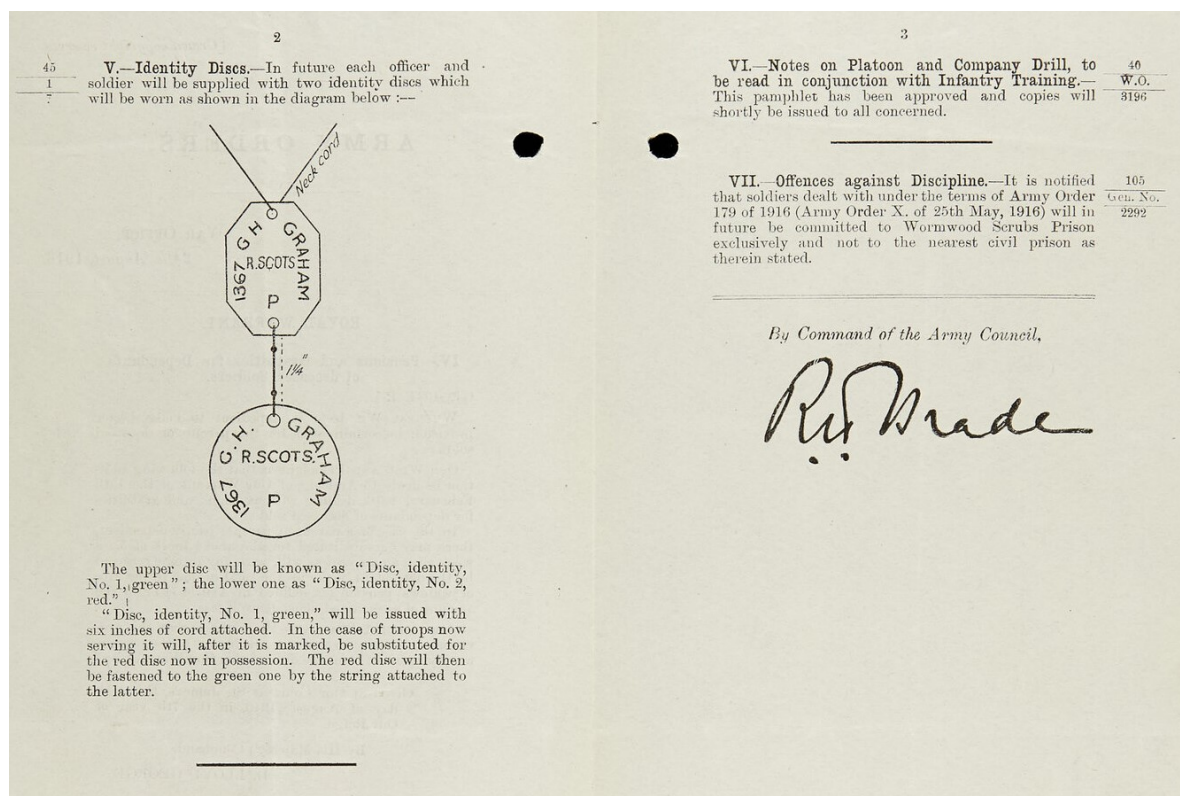 2
45
1
7
V.—Identity Discs.—In future each officer and
soldier will be supplied with two identity discs which
will be worn as shown in the diagram below :—
Neck cord
1367 G H GRAHAM
R.SCOTS
P
1¼"
1367 G.H. GRAHAM
R.SCOTS.
P
The upper disc will be known as “Disc, identity,
No. 1, green” ; the lower one as “Disc, identity, No. 2,
red.”
“Disc, identity, No. 1, green,” will be issued with
six inches of cord attached. In the case of troops now
serving it will, after it is marked, be substituted for
the red disc now in possession. The red disc will then
be fastened to the green one by the string attached to
the latter.
3
VI.—Notes on Platoon and Company Drill, to
be read in conjunction with Infantry Training.—
This pamphlet has been approved and copies will
shortly be issued to all concerned.
40
W.O.
3196
VII.—Offences against Discipline.—It is notified
that soldiers dealt with under the terms of Army Order
179 of 1916 (Army Order X. of 25th May, 1916) will in
future be committed to Wormwood Scrubs Prison
exclusively and not to the nearest civil prison as
therein stated.
105
Gen. No.
2292
By Command of the Army Council,
RH Brade